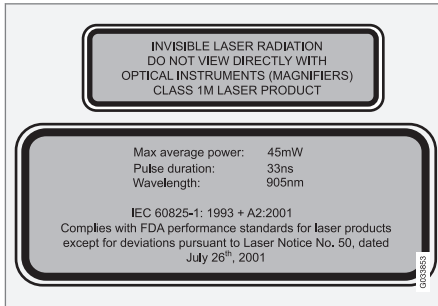 INVISIBLE LASER RADIATION
DO NOT VIEW DIRECTLY WITH
OPTICAL INSTRUMENTS (MAGNIFIERS)
CLASS 1M LASER PRODUCT
Max average power: 45mW
Pulse duration: 33ns
Wavelength: 905nm
IEC 60825-1: 1993 + A2:2001
Complies with FDA performance standards for laser products
except for deviations pursuant to Laser Notice No. 50, dated
July 26th, 2001
G033853